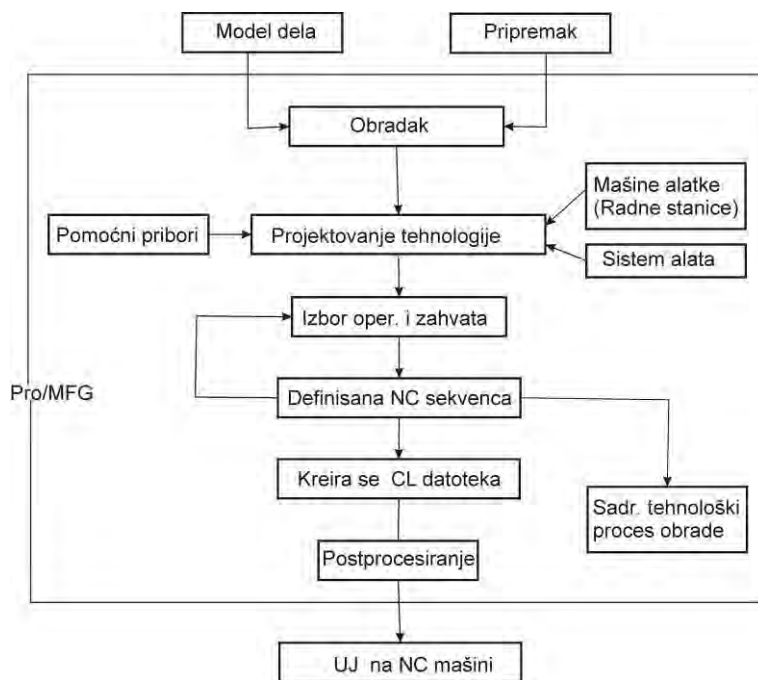 Model dela
Pripremak
Obradak
Mašine alatke
(Radne stanice)
Pomoćni pribori
Projektovanje tehnologije
Sistem alata
Izbor oper. i zahvata
Pro/MFG
Definisana NC sekvenca
Kreira se CL datoteka
Sadr. tehnološki
proces obrade
Postprocesiranje
UJ na NC mašini